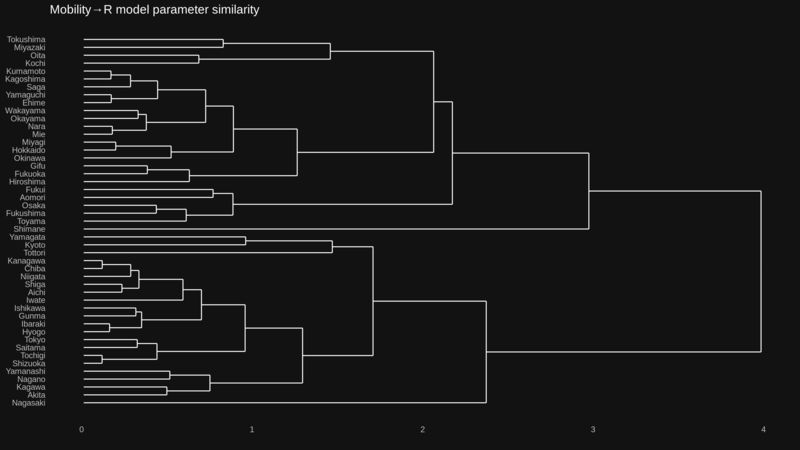 Mobility→R model parameter similarity
Tokushima
Miyazaki
Oita
Kochi
Kumamoto
Kagoshima
Saga
Yamaguchi
Ehime
Wakayama
Okayama
Nara
Mie
Miyagi
Hokkaido
Okinawa
Gifu
Fukuoka
Hiroshima
Fukui
Aomori
Osaka
Fukushima
Toyama
Shimane
Yamagata
Kyoto
Tottori
Kanagawa
Chiba
Niigata
Shiga
Aichi
Iwate
Ishikawa
Gunma
Ibaraki
Hyogo
Tokyo
Saitama
Tochigi
Shizuoka
Yamanashi
Nagano
Kagawa
Akita
Nagasaki
0 1 2 3 4